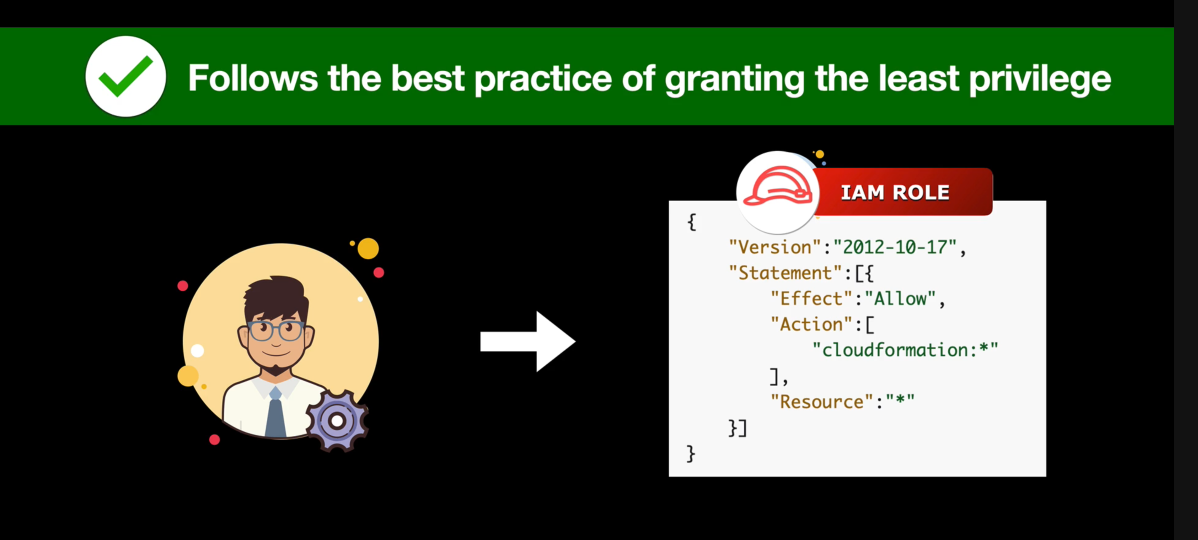 Follows the best practice of granting the least privilege
IAM ROLE
{
"Version":"2012-10-17",
"Statement":[{
"Effect":"Allow",
"Action":[
"cloudformation:*"
],
"Resource":"*"
}]
}